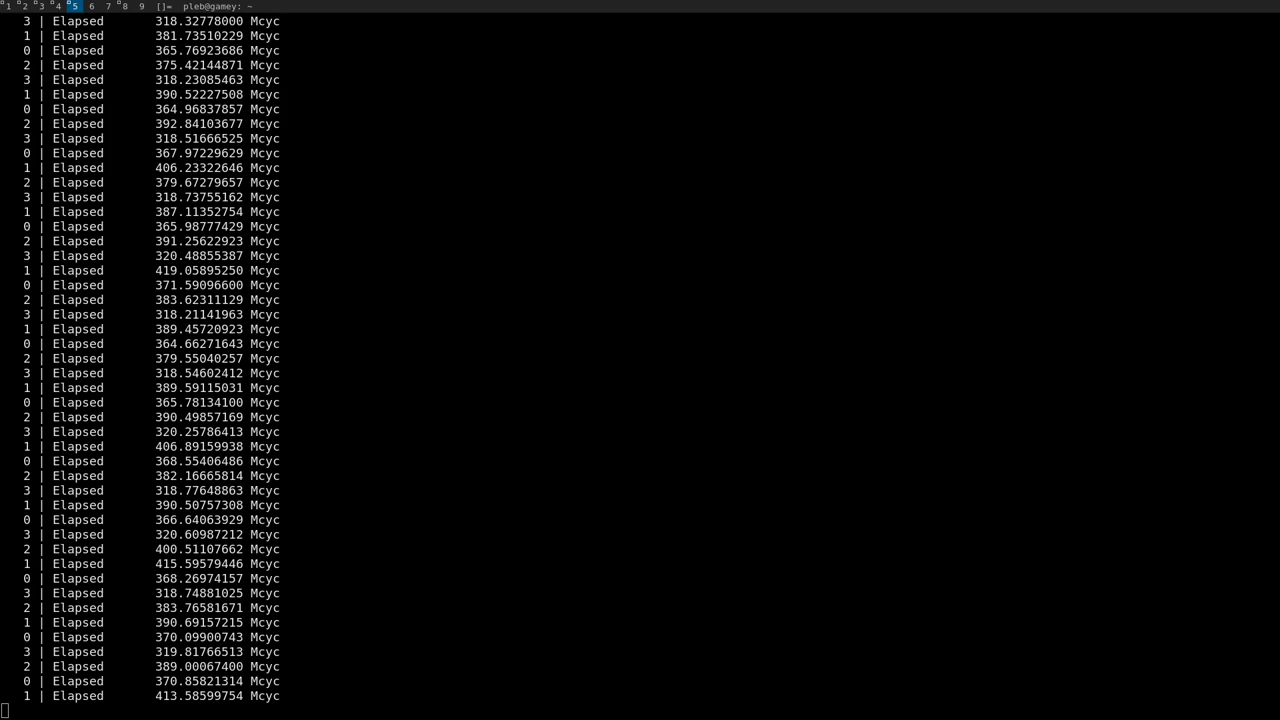 1 2 3 4 5 6 7 8 9 []= pleb@gamey: ~
3 | Elapsed 318.32778000 Mcyc
1 | Elapsed 381.73510229 Mcyc
0 | Elapsed 365.76923686 Mcyc
2 | Elapsed 375.42144871 Mcyc
3 | Elapsed 318.23085463 Mcyc
1 | Elapsed 390.52227508 Mcyc
0 | Elapsed 364.96837857 Mcyc
2 | Elapsed 392.84103677 Mcyc
3 | Elapsed 318.51666525 Mcyc
0 | Elapsed 367.97229629 Mcyc
1 | Elapsed 406.23322646 Mcyc
2 | Elapsed 379.67279657 Mcyc
3 | Elapsed 318.73755162 Mcyc
1 | Elapsed 387.11352754 Mcyc
0 | Elapsed 365.98777429 Mcyc
2 | Elapsed 391.25622923 Mcyc
3 | Elapsed 320.48855387 Mcyc
1 | Elapsed 419.05895250 Mcyc
0 | Elapsed 371.59096600 Mcyc
2 | Elapsed 383.62311129 Mcyc
3 | Elapsed 318.21141963 Mcyc
1 | Elapsed 389.45720923 Mcyc
0 | Elapsed 364.66271643 Mcyc
2 | Elapsed 379.55040257 Mcyc
3 | Elapsed 318.54602412 Mcyc
1 | Elapsed 389.59115031 Mcyc
0 | Elapsed 365.78134100 Mcyc
2 | Elapsed 390.49857169 Mcyc
3 | Elapsed 320.25786413 Mcyc
1 | Elapsed 406.89159938 Mcyc
0 | Elapsed 368.55406486 Mcyc
2 | Elapsed 382.16665814 Mcyc
3 | Elapsed 318.77648863 Mcyc
1 | Elapsed 390.50757308 Mcyc
0 | Elapsed 366.64063929 Mcyc
3 | Elapsed 320.60987212 Mcyc
2 | Elapsed 400.51107662 Mcyc
1 | Elapsed 415.59579446 Mcyc
0 | Elapsed 368.26974157 Mcyc
3 | Elapsed 318.74881025 Mcyc
2 | Elapsed 383.76581671 Mcyc
1 | Elapsed 390.69157215 Mcyc
0 | Elapsed 370.09900743 Mcyc
3 | Elapsed 319.81766513 Mcyc
2 | Elapsed 389.00067400 Mcyc
0 | Elapsed 370.85821314 Mcyc
1 | Elapsed 413.58599754 Mcyc